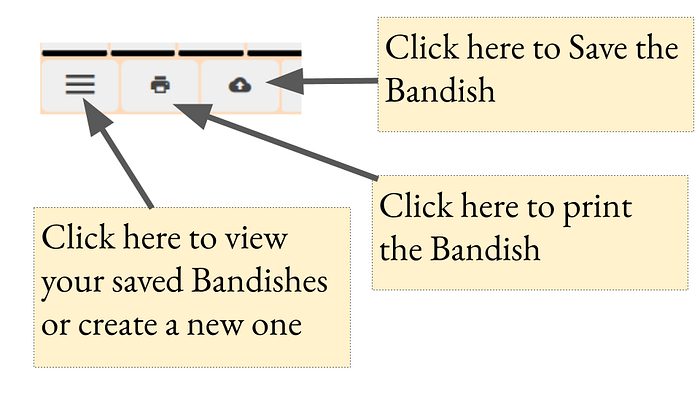 Click here to Save the
Bandish
Click here to print
the Bandish
Click here to view
your saved Bandishes
or create a new one